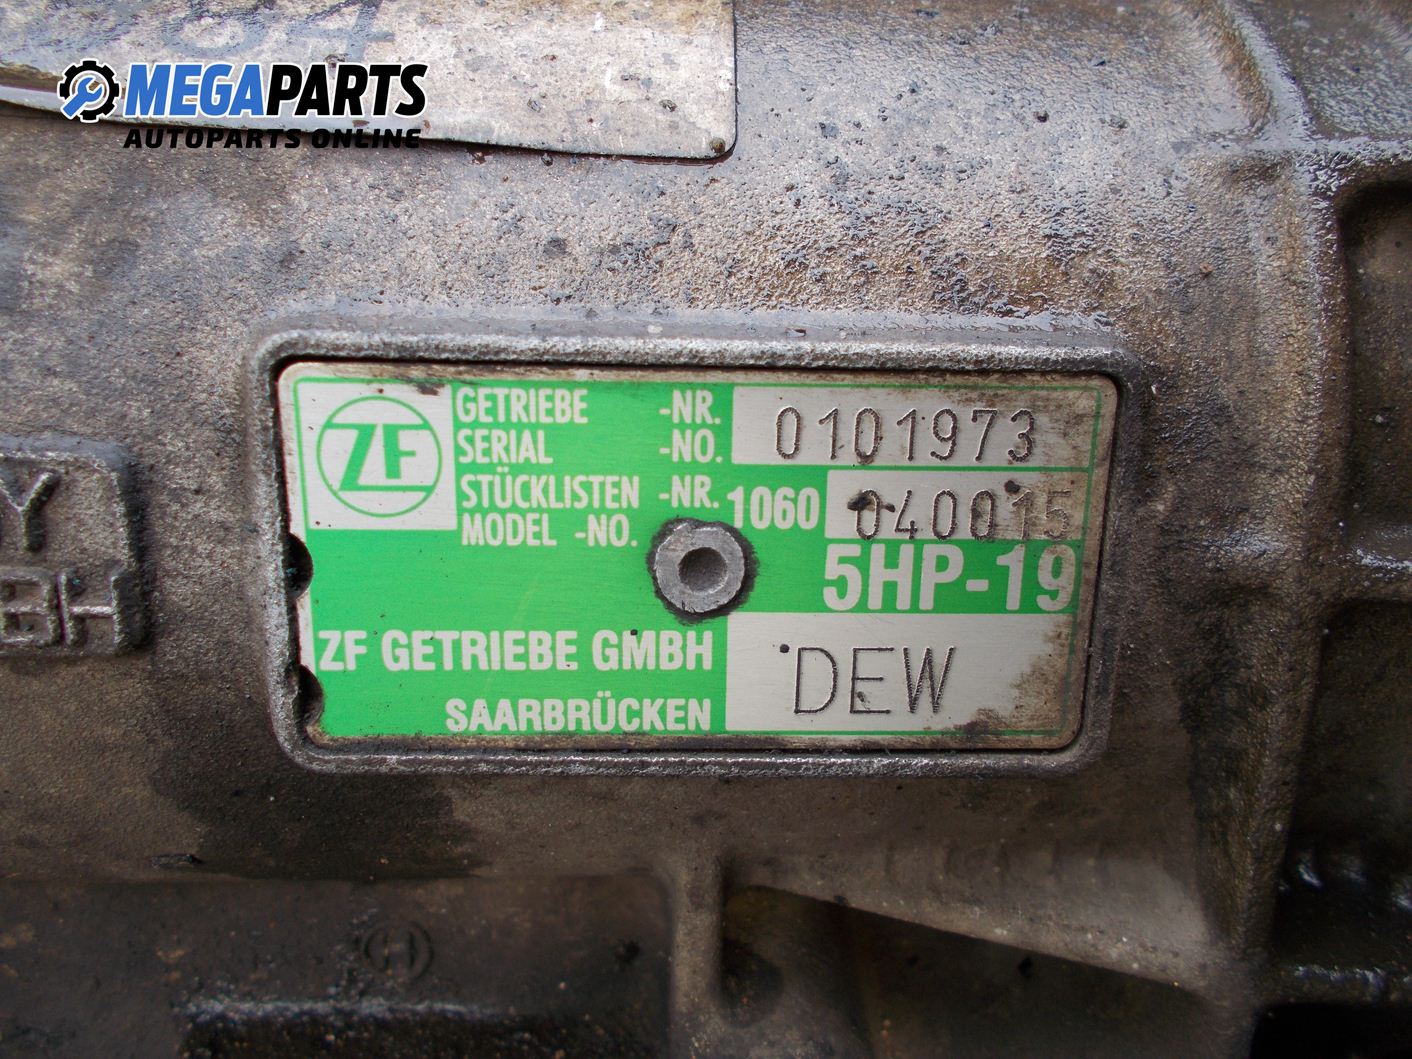 MEGAPARTS
AUTOPARTS ONLINE
ZF
GETRIEBE -NR. 0101973
SERIAL -NO.
STÜCKLISTEN -NR. 1060 040015
MODEL -NO.
5HP-19
ZF GETRIEBE GMBH
SAARBRÜCKEN
DEW
Y
BH
H